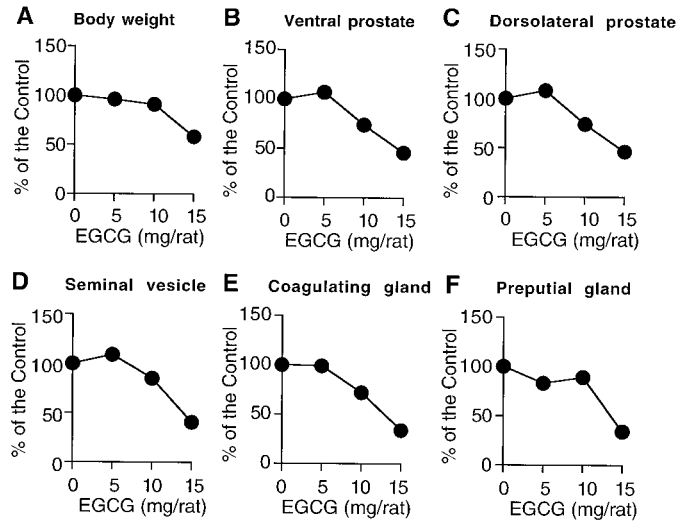 A Body weight
150
100
50
0
0 5 10 15
EGCG (mg/rat)
% of the Control
B Ventral prostate
150
100
50
0
0 5 10 15
EGCG (mg/rat)
% of the Control
C Dorsolateral prostate
150
100
50
0
0 5 10 15
EGCG (mg/rat)
% of the Control
D Seminal vesicle
150
100
50
0
0 5 10 15
EGCG (mg/rat)
% of the Control
E Coagulating gland
150
100
50
0
0 5 10 15
EGCG (mg/rat)
% of the Control
F Preputial gland
150
100
50
0
0 5 10 15
EGCG (mg/rat)
% of the Control